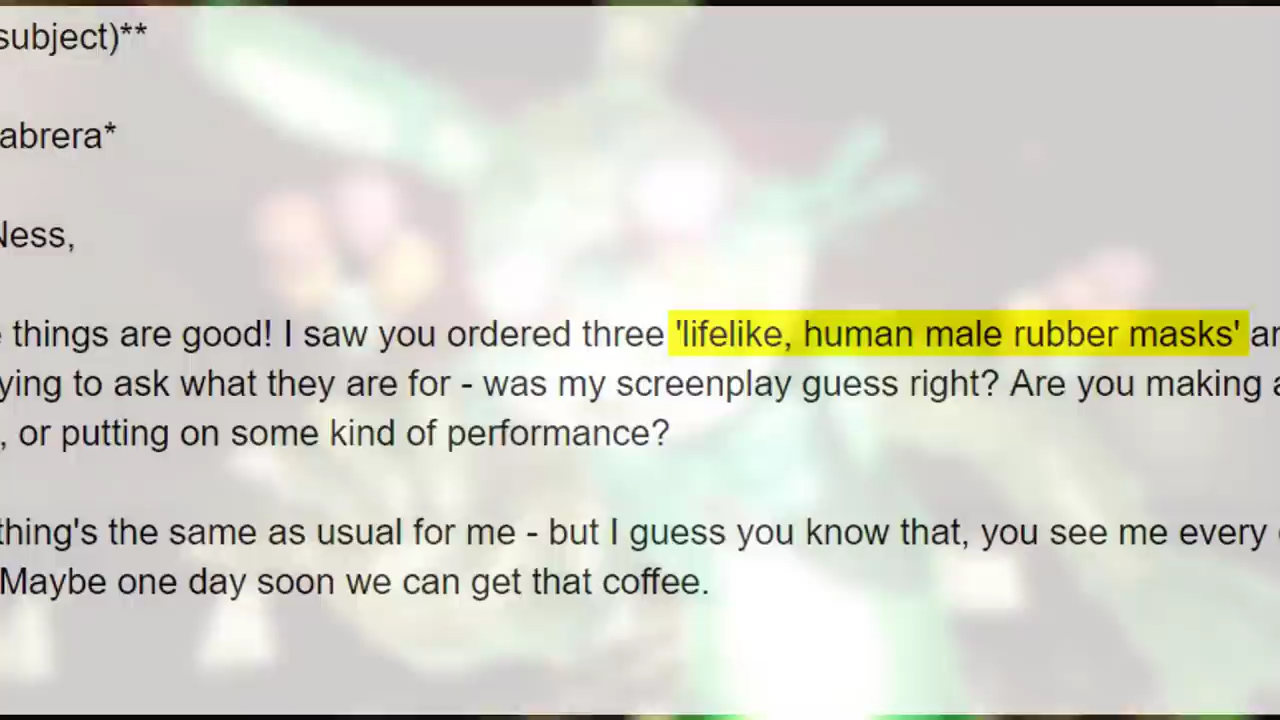 subject)**
abrera*
Ness,
things are good! I saw you ordered three 'lifelike, human male rubber masks' ar
ying to ask what they are for - was my screenplay guess right? Are you making a
, or putting on some kind of performance?
thing's the same as usual for me - but I guess you know that, you see me every
Maybe one day soon we can get that coffee.